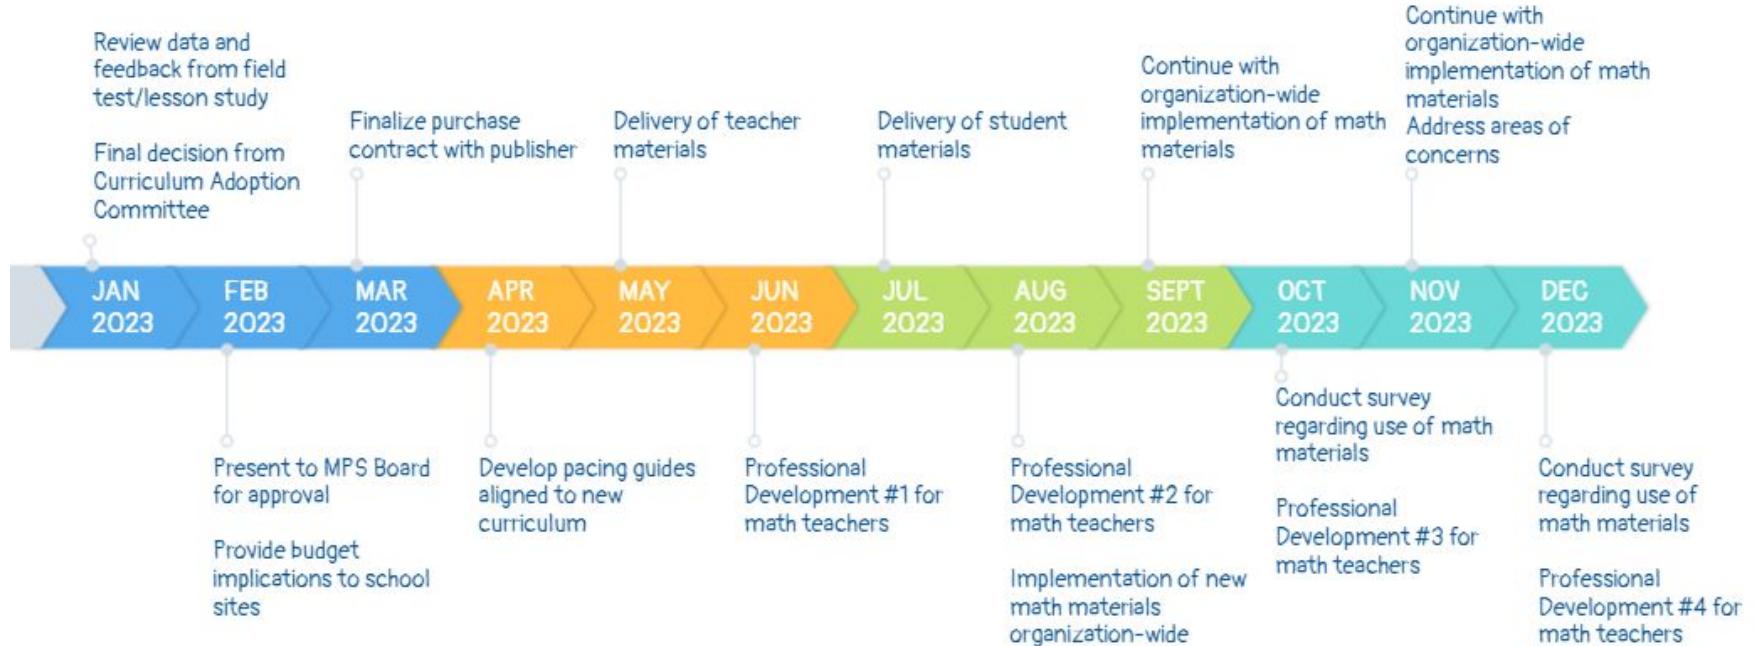 Review data and
feedback from field
test/lesson study
Final decision from
Curriculum Adoption
Committee
Finalize purchase
contract with publisher
Delivery of teacher
materials
Delivery of student
materials
Continue with
organization-wide
implementation of math
materials
Continue with
organization-wide
implementation of math
materials
Address areas of
concerns
JAN
2023
FEB
2023
MAR
2023
APR
2023
MAY
2023
JUN
2023
JUL
2023
AUG
2023
SEPT
2023
OCT
2023
NOV
2023
DEC
2023
Present to MPS Board
for approval
Provide budget
implications to school
sites
Develop pacing guides
aligned to new
curriculum
Professional
Development #1 for
math teachers
Professional
Development #2 for
math teachers
Implementation of new
math materials
organization-wide
Conduct survey
regarding use of math
materials
Professional
Development #3 for
math teachers
Conduct survey
regarding use of
math materials
Professional
Development #4 for
math teachers